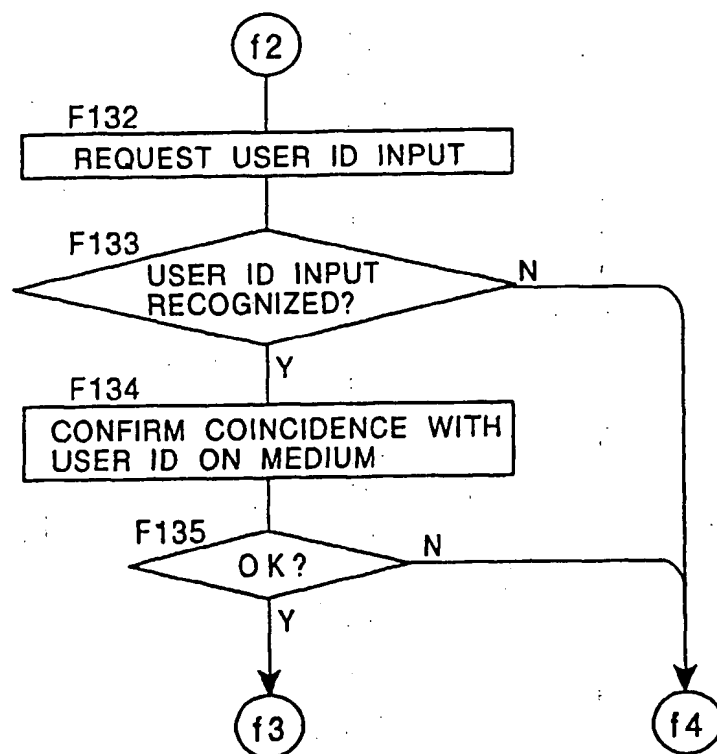 f2
F132
REQUEST USER ID INPUT
F133
USER ID INPUT
RECOGNIZED?
N
Y
F134
CONFIRM COINCIDENCE WITH
USER ID ON MEDIUM
F135
OK?
N
Y
f3
f4